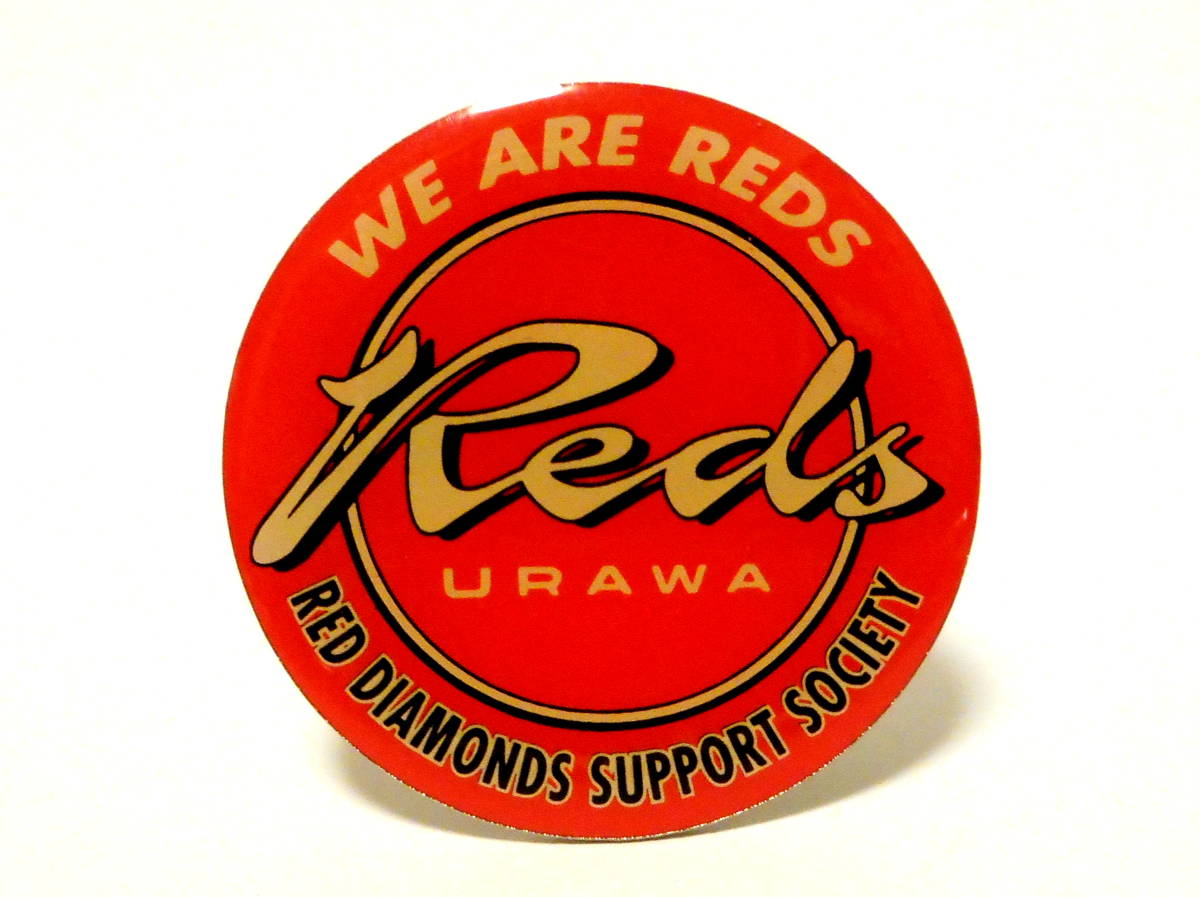 WE ARE REDS
Reds
URAWA
RED DIAMONDS SUPPORT SOCIETY